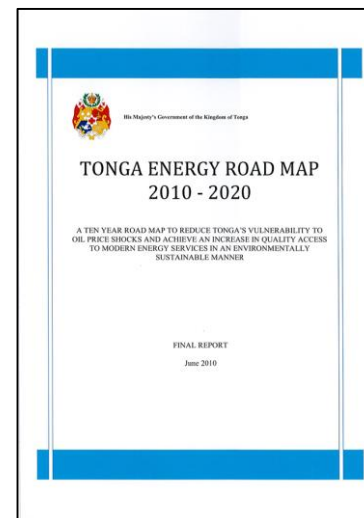 His Majesty's Government of the Kingdom of Tonga
TONGA ENERGY ROAD MAP
2010 - 2020
A TEN YEAR ROAD MAP TO REDUCE TONGA'S VULNERABILITY TO
OIL PRICE SHOCKS AND ACHIEVE AN INCREASE IN QUALITY ACCESS
TO MODERN ENERGY SERVICES IN AN ENVIRONMENTALLY
SUSTAINABLE MANNER
FINAL REPORT
June 2010